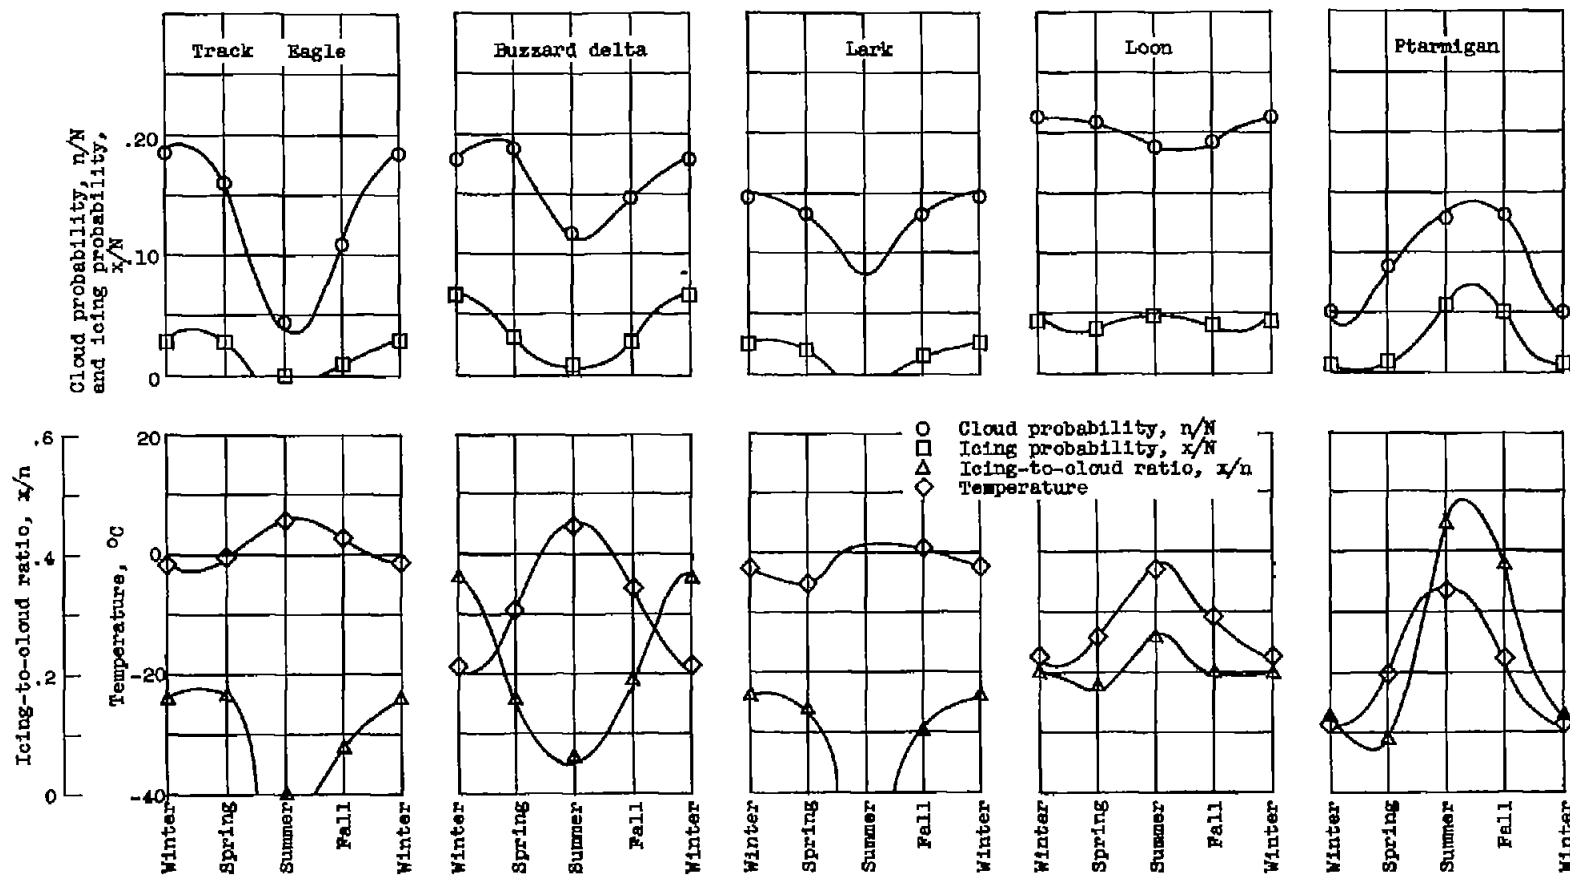 Track Eagle
Buzzard delta
Lark
Loon
Ptarmigan
Cloud probability, n/N
and icing probability,
x/N
.20
.10
0
Icing-to-cloud ratio, x/n
.6
.4
.2
0
Temperature, °C
20
0
-20
-40
Cloud probability, n/N
Icing probability, x/N
Icing-to-cloud ratio, x/n
Temperature
Winter
Spring
Summer
Fall
Winter
Winter
Spring
Summer
Fall
Winter
Winter
Spring
Summer
Fall
Winter
Winter
Spring
Summer
Fall
Winter
Winter
Spring
Summer
Fall
Winter